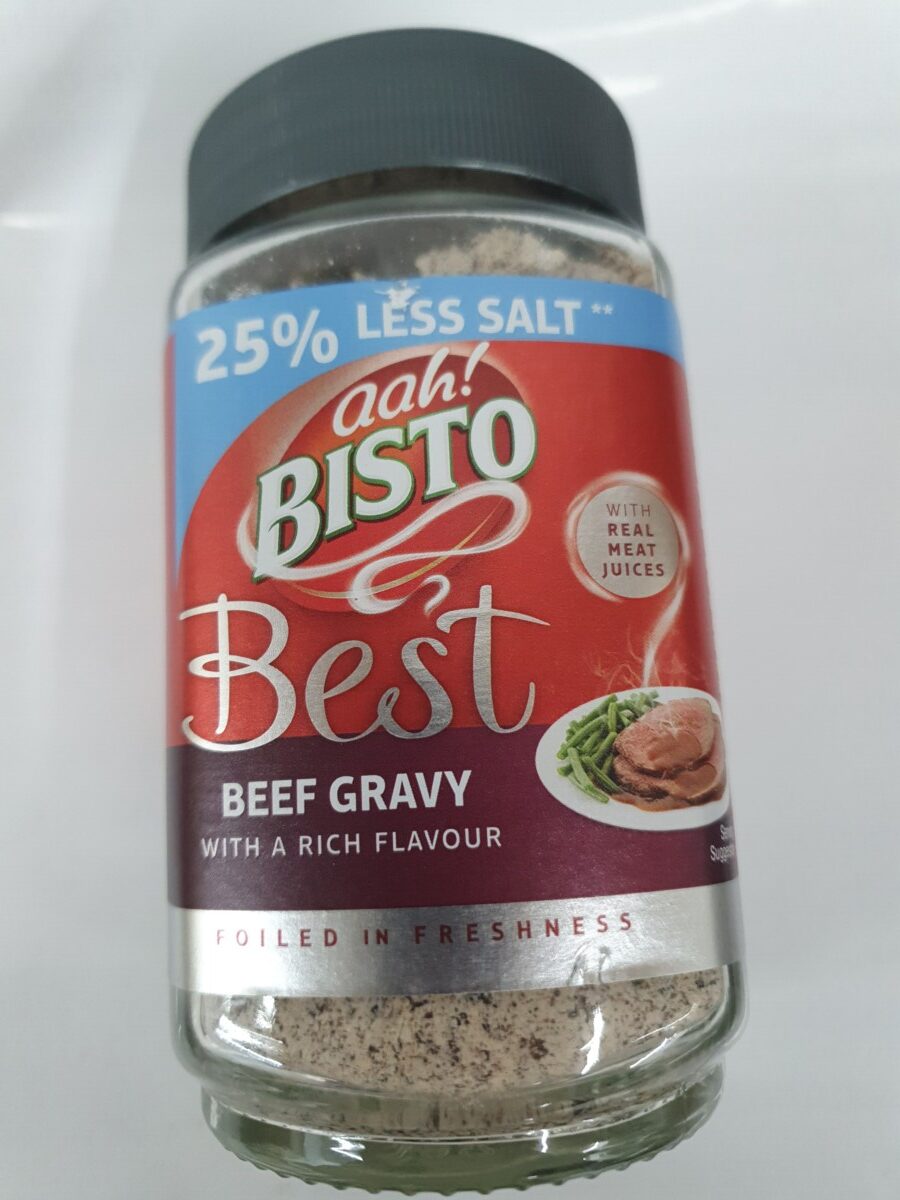 25% LESS SALT **
aah!
BISTO
Best
WITH
REAL
MEAT
JUICES
BEEF GRAVY
WITH A RICH FLAVOUR
FOILED IN FRESHNESS